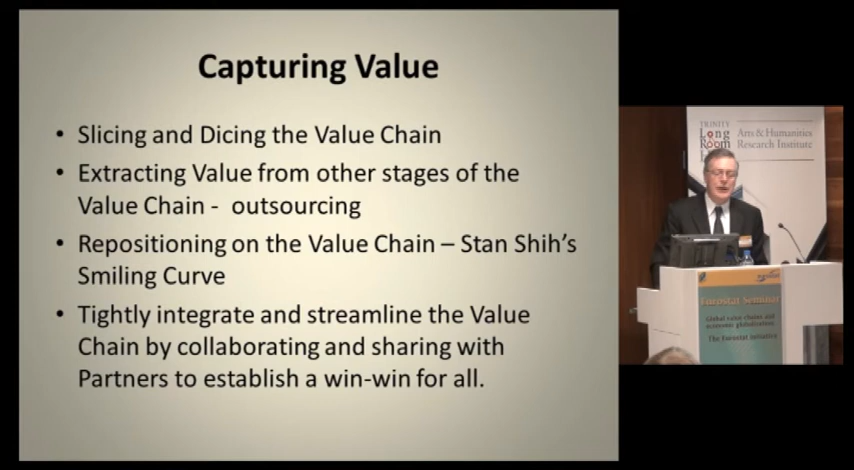 Capturing Value
• Slicing and Dicing the Value Chain
• Extracting Value from other stages of the
Value Chain - outsourcing
• Repositioning on the Value Chain – Stan Shih's
Smiling Curve
• Tightly integrate and streamline the Value
Chain by collaborating and sharing with
Partners to establish a win-win for all.
TRINITY
Long
Room
Arts & Humanities
Research Institute
Eurostat Seminar
Global value chains and
economic globalization
The Eurostat initiative